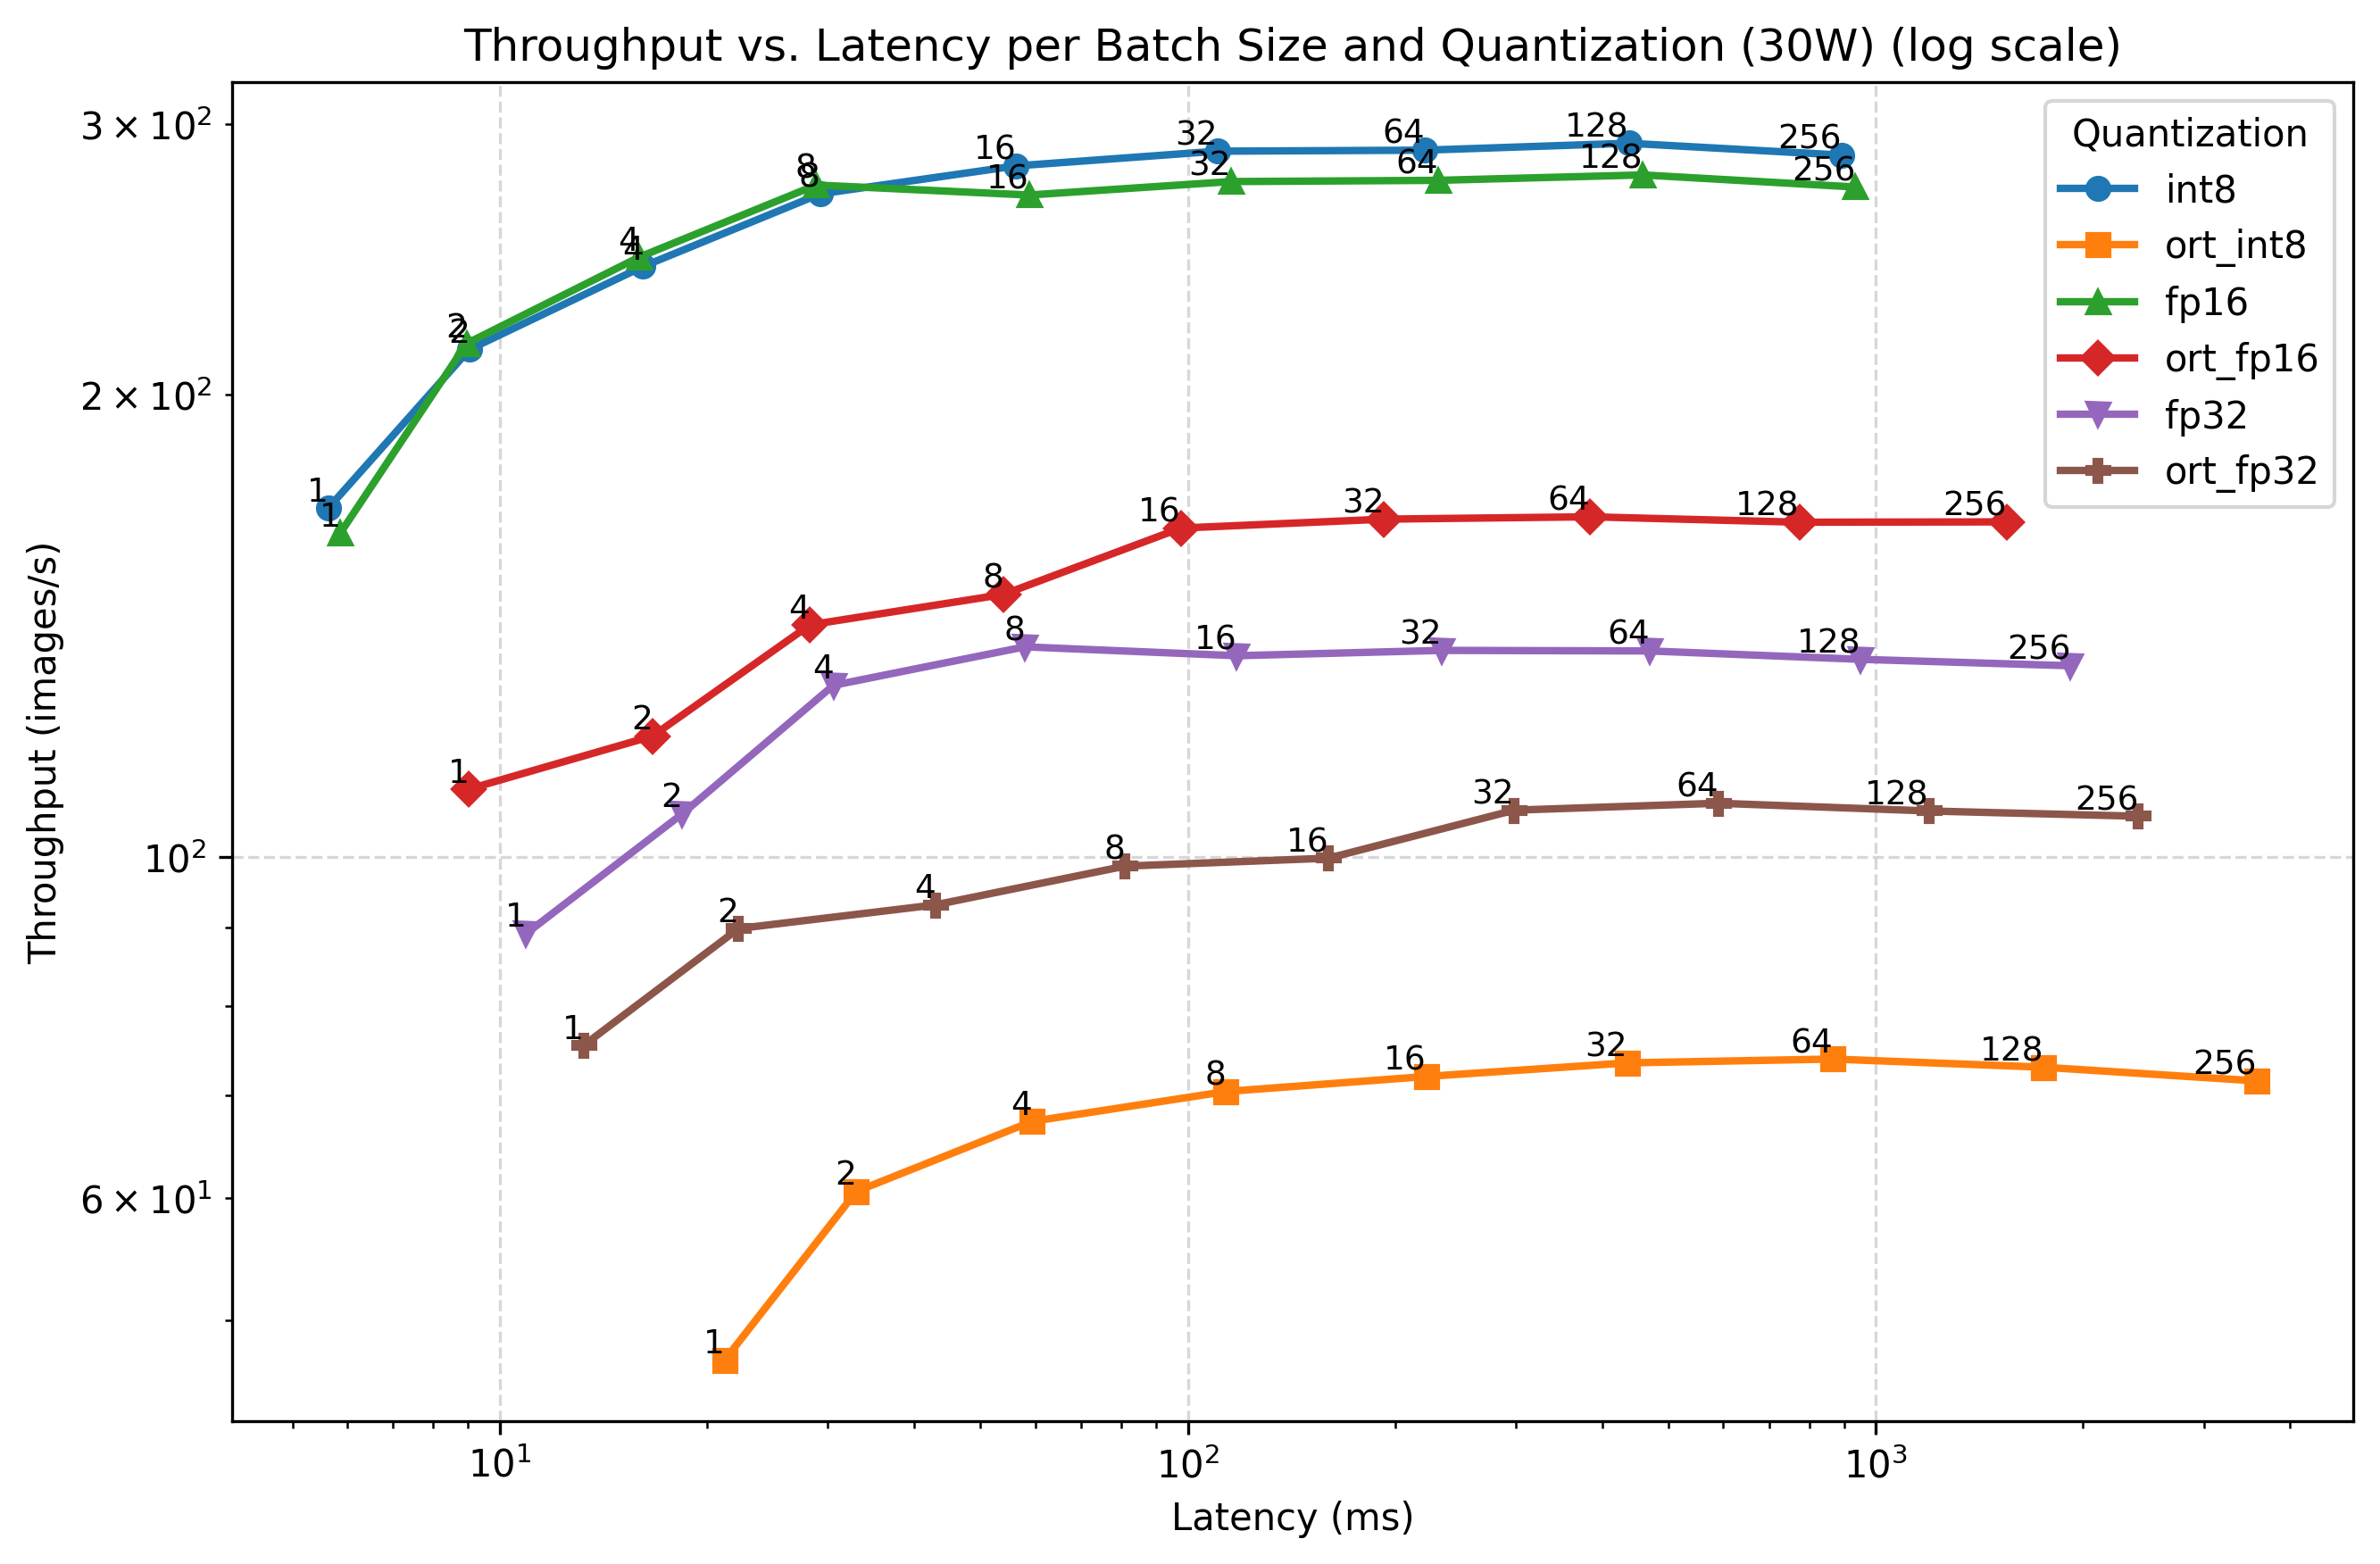 Throughput vs. Latency per Batch Size and Quantization (30W) (log scale)
3 × 10²
2 × 10²
10²
6 × 10¹
Throughput (images/s)
10¹
10²
10³
Latency (ms)
Quantization
int8
ort_int8
fp16
ort_fp16
fp32
ort_fp32
1 2 4 8 16 32 64 128 256
1 2 4 8 16 32 64 128 256
1 2 4 8 16 32 64 128 256
1 2 4 8 16 32 64 128 256
1 2 4 8 16 32 64 128 256
1 2 4 8 16 32 64 128 256